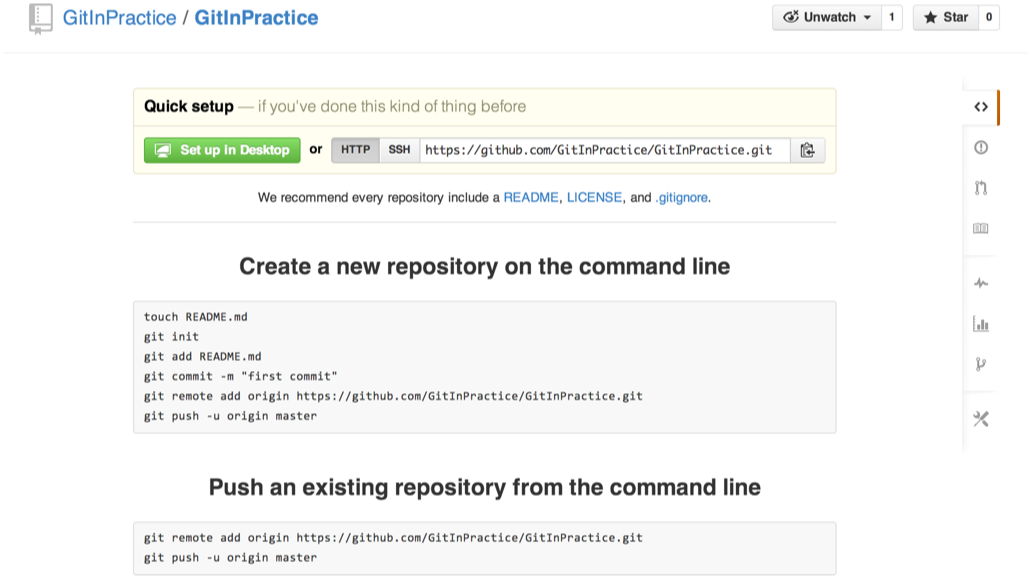 GitInPractice / GitInPractice
Unwatch 1 Star 0
Quick setup — if you've done this kind of thing before
Set up in Desktop or HTTP SSH https://github.com/GitInPractice/GitInPractice.git
We recommend every repository include a README, LICENSE, and .gitignore.
Create a new repository on the command line
touch README.md
git init
git add README.md
git commit -m "first commit"
git remote add origin https://github.com/GitInPractice/GitInPractice.git
git push -u origin master
Push an existing repository from the command line
git remote add origin https://github.com/GitInPractice/GitInPractice.git
git push -u origin master